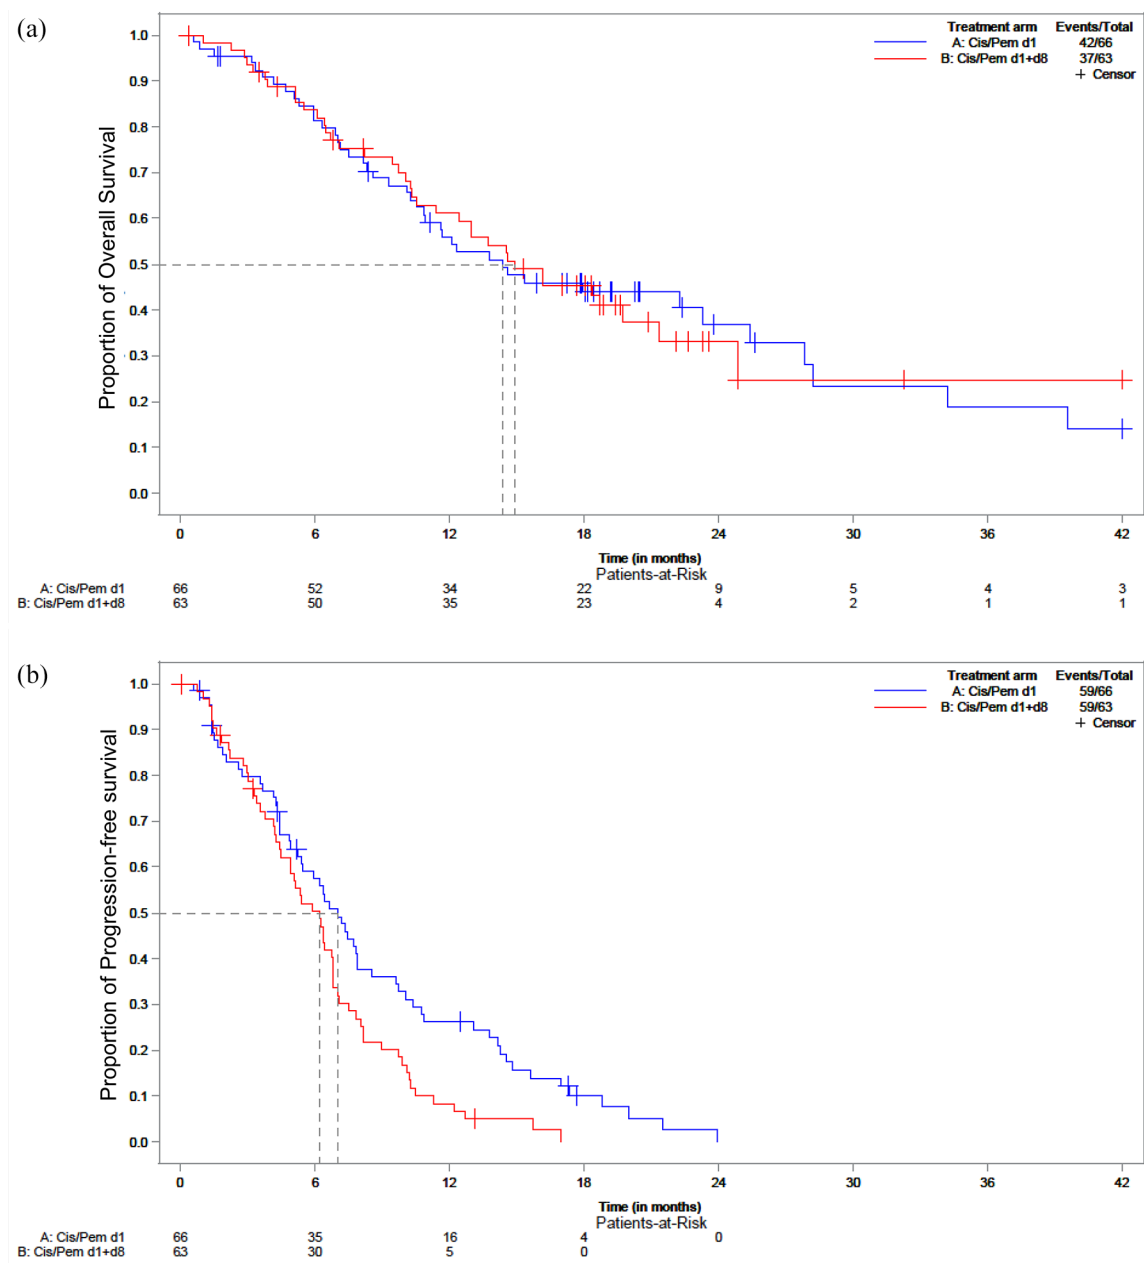 (a)
Treatment arm Events/Total
A: Cis/Pem d1 42/66
B: Cis/Pem d1+d8 37/63
+ Censor
Proportion of Overall Survival
1.0
0.9
0.8
0.7
0.6
0.5
0.4
0.3
0.2
0.1
0.0
0 6 12 18 24 30 36 42
Time (in months)
Patients-at-Risk
A: Cis/Pem d1 66 52 34 22 9 5 4 3
B: Cis/Pem d1+d8 63 50 35 23 4 2 1 1
(b)
Treatment arm Events/Total
A: Cis/Pem d1 59/66
B: Cis/Pem d1+d8 59/63
+ Censor
Proportion of Progression-free survival
1.0
0.9
0.8
0.7
0.6
0.5
0.4
0.3
0.2
0.1
0.0
0 6 12 18 24 30 36 42
Time (in months)
Patients-at-Risk
A: Cis/Pem d1 66 35 16 4 0
B: Cis/Pem d1+d8 63 30 5 0